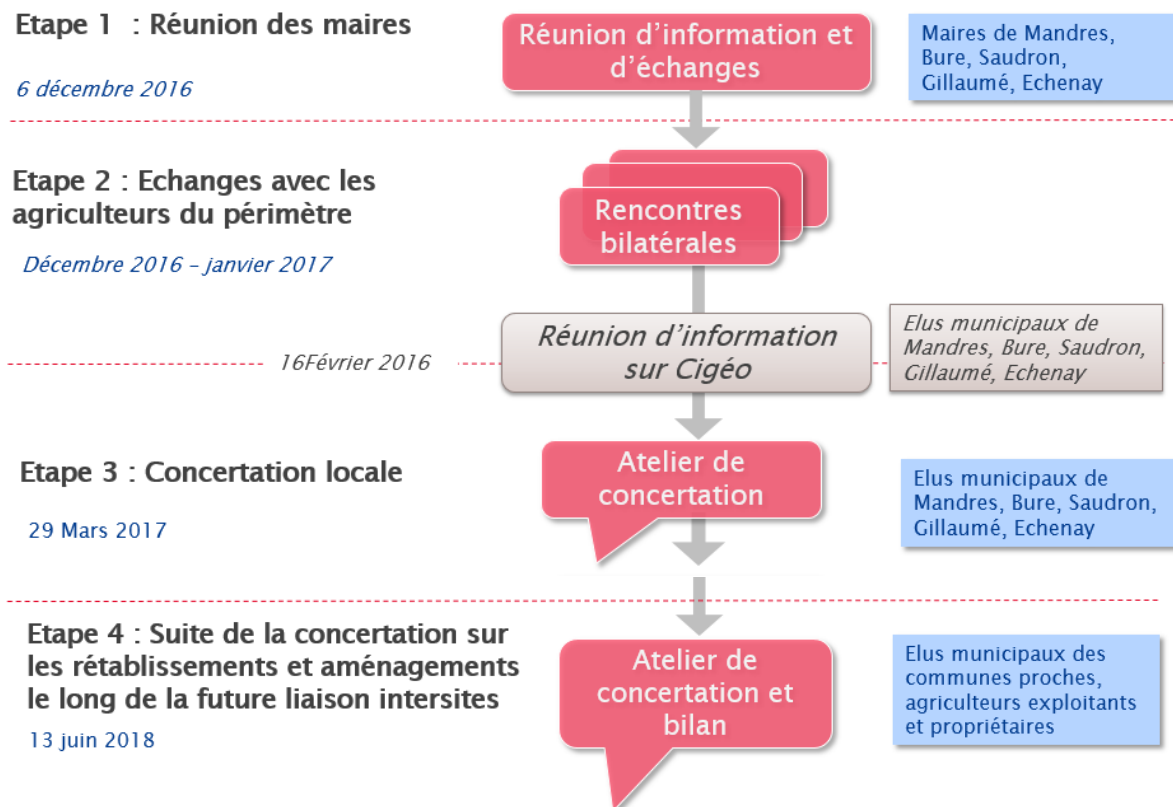 Etape 1 : Réunion des maires
6 décembre 2016
Réunion d'information et
d'échanges
Maires de Mandres,
Bure, Saudron,
Gillaumé, Echenay
Etape 2 : Echanges avec les
agriculteurs du périmètre
Décembre 2016 – janvier 2017
Rencontres
bilatérales
16Février 2016
Réunion d'information
sur Cigéo
Elus municipaux de
Mandres, Bure, Saudron,
Gillaumé, Echenay
Etape 3 : Concertation locale
29 Mars 2017
Atelier de
concertation
Elus municipaux de
Mandres, Bure, Saudron,
Gillaumé, Echenay
Etape 4 : Suite de la concertation sur
les rétablissements et aménagements
le long de la future liaison intersites
13 juin 2018
Atelier de
concertation et
bilan
Elus municipaux des
communes proches,
agriculteurs exploitants
et propriétaires